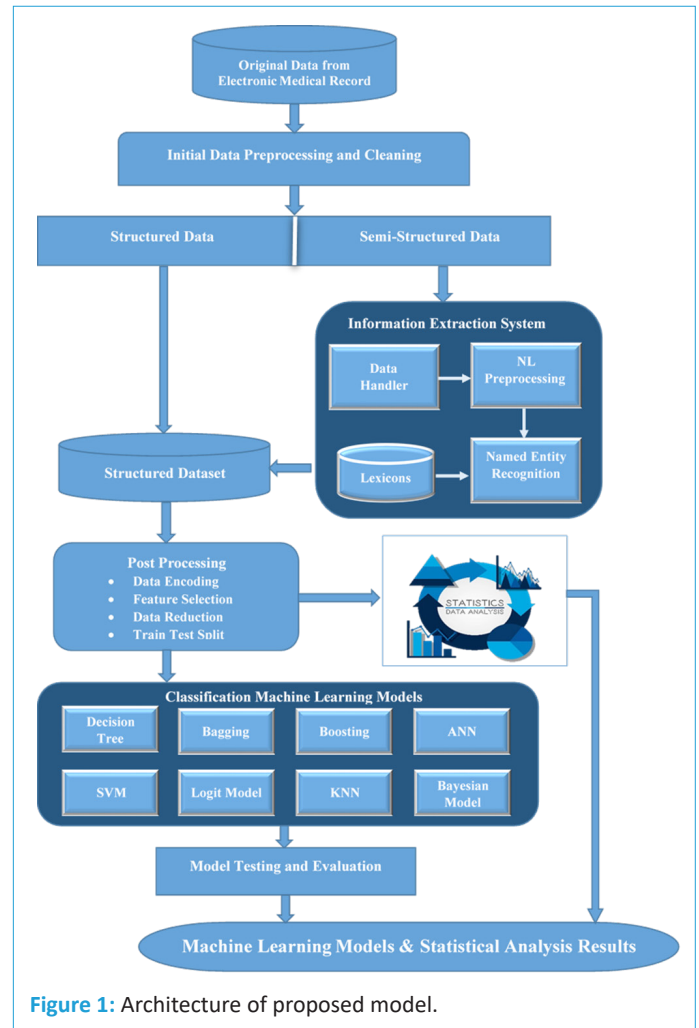 Original Data from
Electronic Medical Record
Initial Data Preprocessing and Cleaning
Structured Data
Semi-Structured Data
Information Extraction System
Data
Handler
NL
Preprocessing
Lexicons
Named Entity
Recognition
Structured Dataset
Post Processing
• Data Encoding
• Feature Selection
• Data Reduction
• Train Test Split
STATISTICS
DATA ANALYSIS
Classification Machine Learning Models
Decision
Tree
Bagging
Boosting
ANN
SVM
Logit Model
KNN
Bayesian
Model
Model Testing and Evaluation
Machine Learning Models & Statistical Analysis Results
Figure 1: Architecture of proposed model.